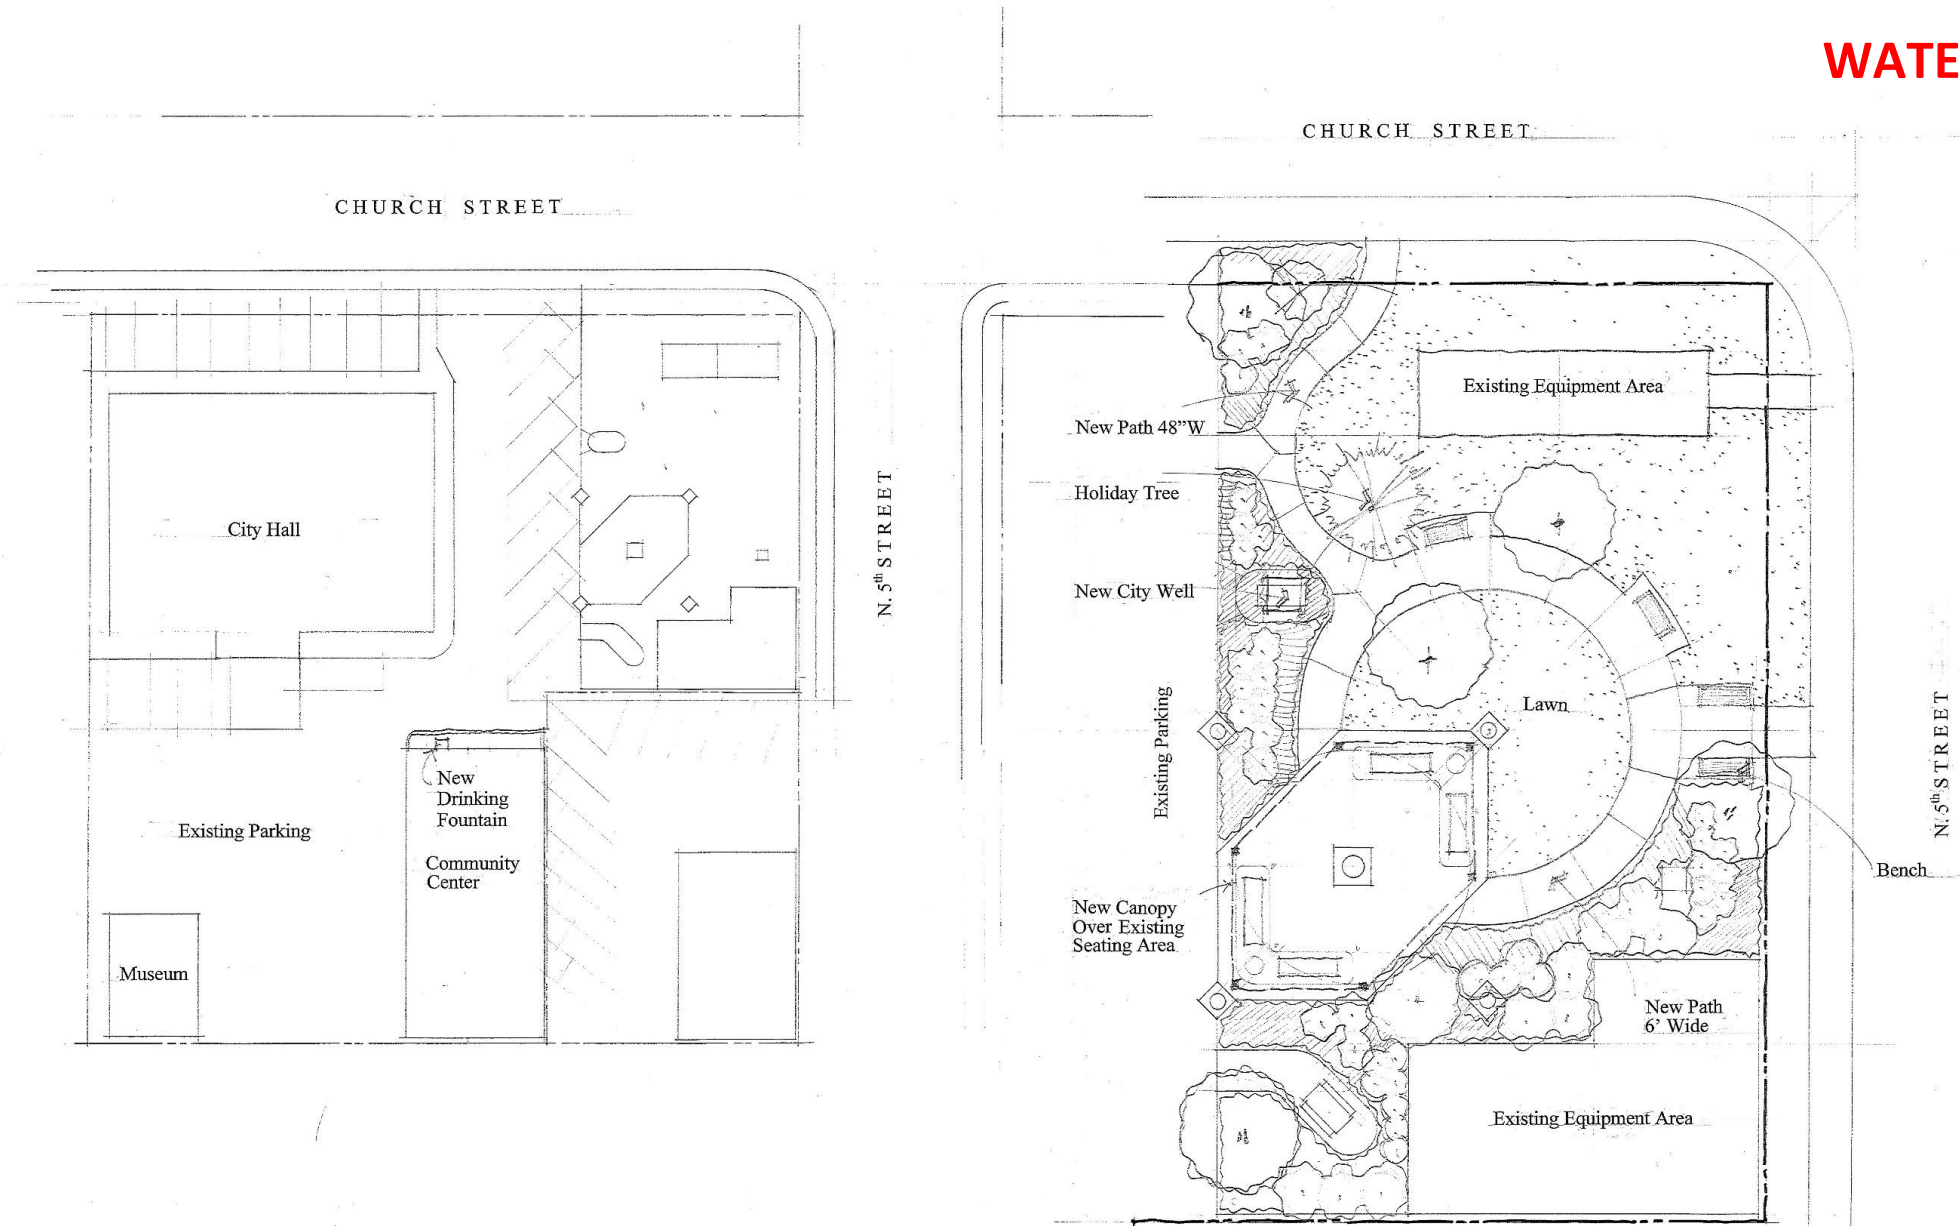 WATE
CHURCH STREET
CHURCH STREET
City Hall
N. 5th STREET
New
Drinking
Fountain
Community
Center
Existing Parking
Museum
Existing Equipment Area
New Path 48”W
Holiday Tree
New City Well
Lawn
Existing Parking
N. 5th STREET
Bench
New Canopy
Over Existing
Seating Area
New Path
6’ Wide
Existing Equipment Area